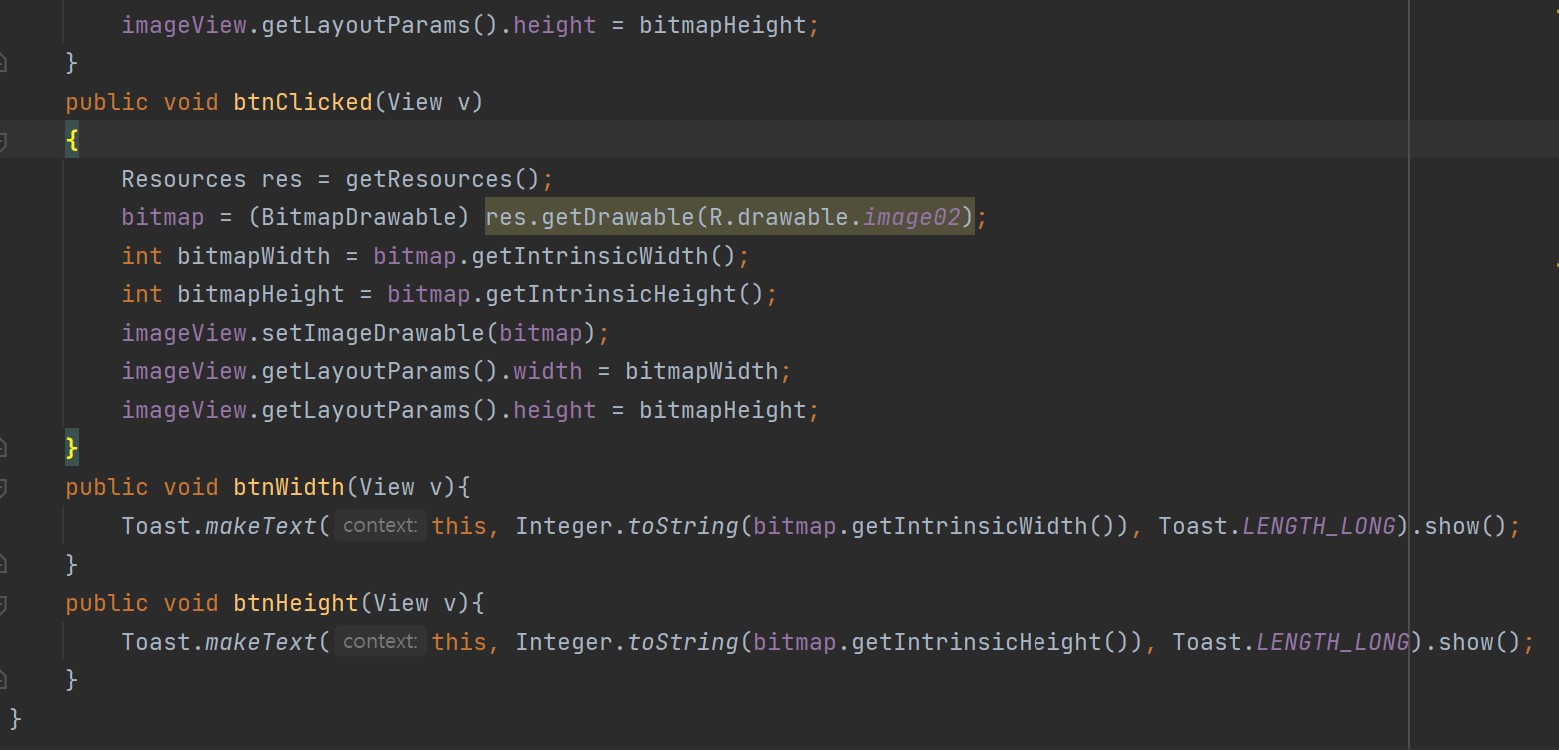 imageView.getLayoutParams().height = bitmapHeight;
}
public void btnClicked(View v)
{
Resources res = getResources();
bitmap = (BitmapDrawable) res.getDrawable(R.drawable.image02);
int bitmapWidth = bitmap.getIntrinsicWidth();
int bitmapHeight = bitmap.getIntrinsicHeight();
imageView.setImageDrawable(bitmap);
imageView.getLayoutParams().width = bitmapWidth;
imageView.getLayoutParams().height = bitmapHeight;
}
public void btnWidth(View v){
Toast.makeText( context: this, Integer.toString(bitmap.getIntrinsicWidth()), Toast.LENGTH_LONG).show();
}
public void btnHeight(View v){
Toast.makeText( context: this, Integer.toString(bitmap.getIntrinsicHeight()), Toast.LENGTH_LONG).show();
}
}